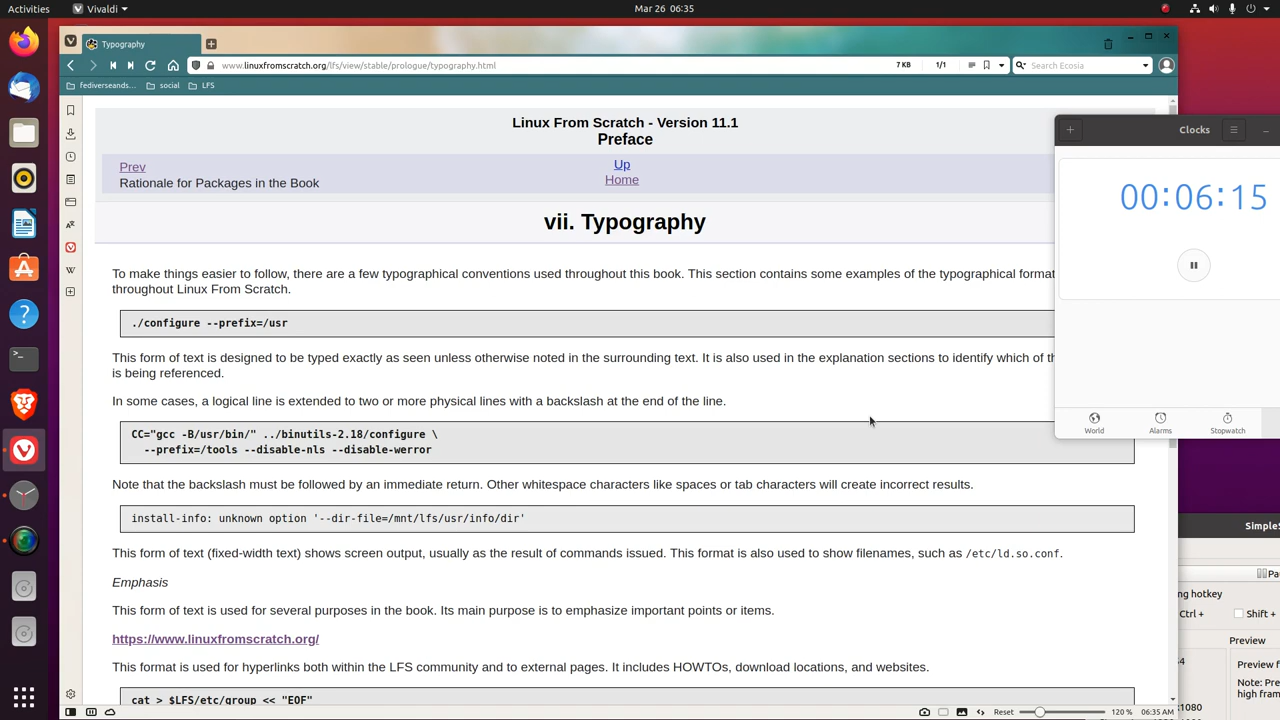 Activities
Vivaldi
Mar 26 06:35
Typography
www.linuxfromscratch.org/lfs/view/stable/prologue/typography.html
7 KB
1/1
Search Ecosia
fediverseands...
social
LFS
Linux From Scratch - Version 11.1
Preface
Prev
Up
Rationale for Packages in the Book
Home
vii. Typography
To make things easier to follow, there are a few typographical conventions used throughout this book. This section contains some examples of the typographical format
throughout Linux From Scratch.
./configure --prefix=/usr
This form of text is designed to be typed exactly as seen unless otherwise noted in the surrounding text. It is also used in the explanation sections to identify which of th
is being referenced.
In some cases, a logical line is extended to two or more physical lines with a backslash at the end of the line.
CC="gcc -B/usr/bin/" ../binutils-2.18/configure \
--prefix=/tools --disable-nls --disable-werror
Note that the backslash must be followed by an immediate return. Other whitespace characters like spaces or tab characters will create incorrect results.
install-info: unknown option '--dir-file=/mnt/lfs/usr/info/dir'
This form of text (fixed-width text) shows screen output, usually as the result of commands issued. This format is also used to show filenames, such as /etc/ld.so.conf.
Emphasis
This form of text is used for several purposes in the book. Its main purpose is to emphasize important points or items.
https://www.linuxfromscratch.org/
This format is used for hyperlinks both within the LFS community and to external pages. It includes HOWTOs, download locations, and websites.
cat > $LFS/etc/group << "EOF"
Reset
120 %
06:35 AM
Clocks
00:06:15
World
Alarms
Stopwatch
Simple
Pa
ng hotkey
Ctrl +
Shift +
Preview
54
Preview f
Note: Pre
high fram
1080